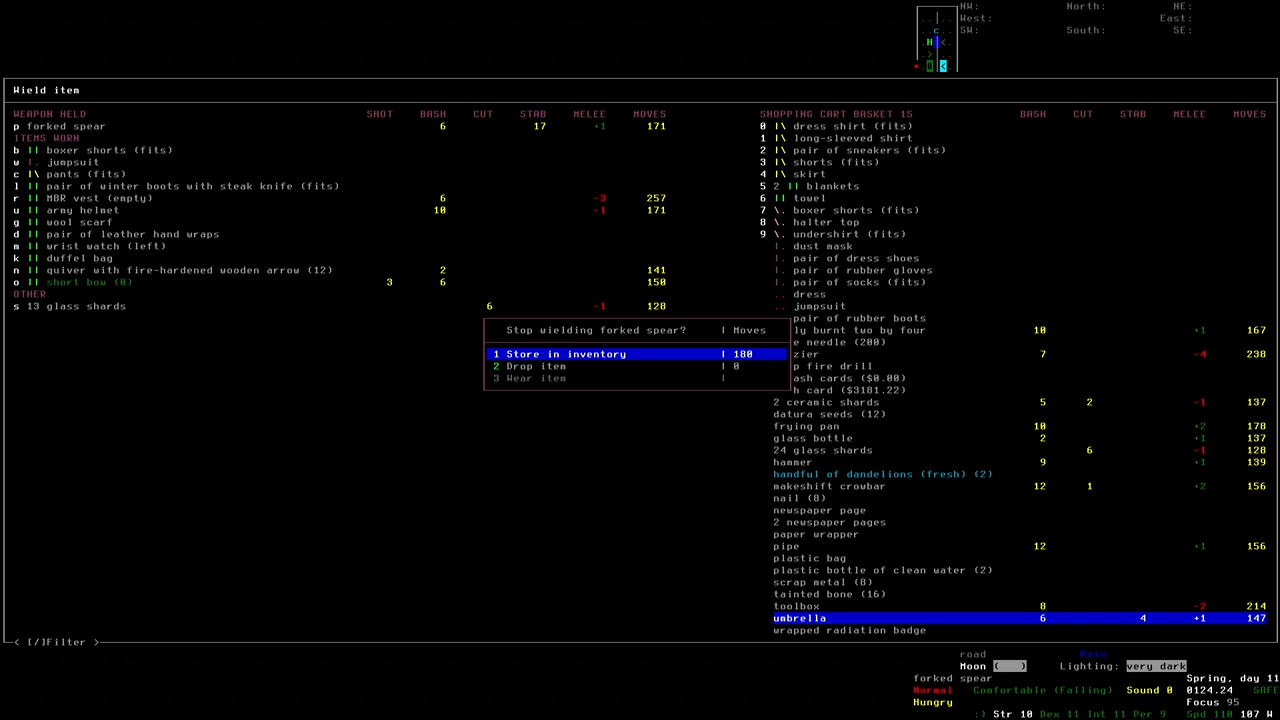 NW: North: NE:
West: East:
SW: South: SE:
Wield item
WEAPON HELD SHOT BASH CUT STAB MELEE MOVES
p forked spear 6 17 +1 171
ITEMS WORN
b || boxer shorts (fits)
w |. jumpsuit
c |\ pants (fits)
l || pair of winter boots with steak knife (fits)
r || MBR vest (empty) 6 -3 257
u || army helmet 10 -1 171
g || wool scarf
d || pair of leather hand wraps
m || wrist watch (left)
k || duffel bag
n || quiver with fire-hardened wooden arrow (12) 2 141
o || short bow (0) 3 6 150
OTHER
s 13 glass shards 6 -1 128
SHOPPING CART BASKET 1S BASH CUT STAB MELEE MOVES
0 |\ dress shirt (fits)
1 |\ long-sleeved shirt
2 |\ pair of sneakers (fits)
3 |\ shorts (fits)
4 |\ skirt
5 2 || blankets
6 || towel
7 \. boxer shorts (fits)
8 \. halter top
9 \. undershirt (fits)
|. dust mask
|. pair of dress shoes
|. pair of rubber gloves
|. pair of socks (fits)
.. dress
.. jumpsuit
pair of rubber boots
ly burnt two by four 10 +1 167
e needle (200)
zier 7 -4 238
p fire drill
ash cards ($0.00)
h card ($3181.22)
2 ceramic shards 5 2 -1 137
datura seeds (12)
frying pan 10 +2 178
glass bottle 2 +1 137
24 glass shards 6 -1 128
hammer 9 +1 139
handful of dandelions (fresh) (2)
makeshift crowbar 12 1 +2 156
nail (8)
newspaper page
2 newspaper pages
paper wrapper
pipe 12 +1 156
plastic bag
plastic bottle of clean water (2)
scrap metal (8)
tainted bone (16)
toolbox 8 -2 214
umbrella 6 4 +1 147
wrapped radiation badge
Stop wielding forked spear? | Moves
1 Store in inventory | 180
2 Drop item | 0
3 Wear item |
< [/]Filter >
road Rain
Moon ( ) Lighting: very dark
forked spear Spring, day 11
Normal Comfortable (Falling) Sound 0 0124.24 SAFE
Hungry Focus 95
:) Str 10 Dex 11 Int 11 Per 9 Spd 110 107 W